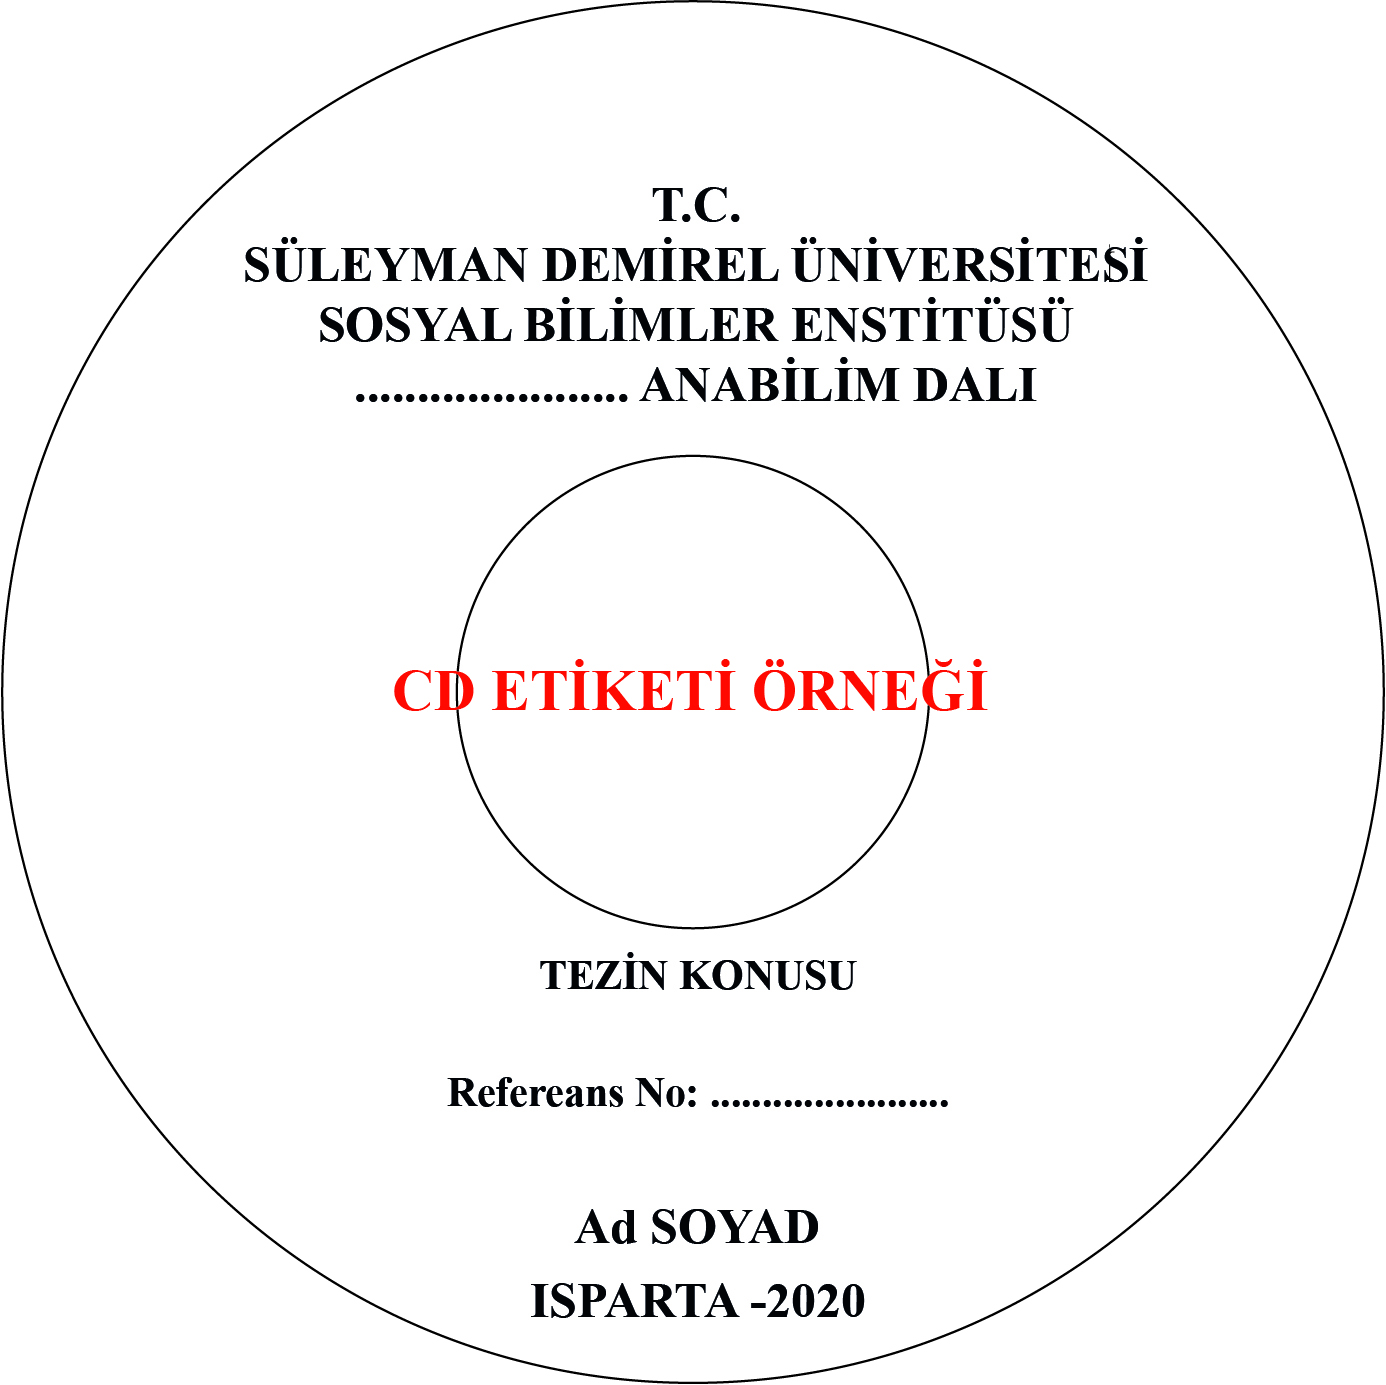 T.C.
SÜLEYMAN DEMİREL ÜNİVERSİTESİ
SOSYAL BİLİMLER ENSTİTÜSÜ
...................... ANABİLİM DALI
CD ETİKETİ ÖRNEĞİ
TEZİN KONUSU
Refereans No: .......................
Ad SOYAD
ISPARTA -2020